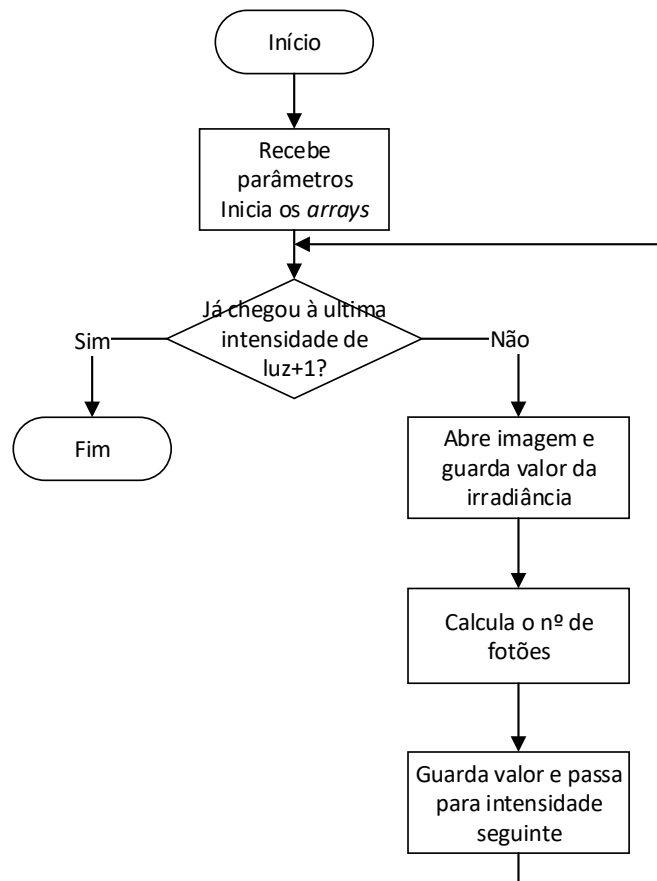 Início
Recebe
parâmetros
Inicia os arrays
Já chegou à ultima
intensidade de
luz+1?
Sim
Não
Fim
Abre imagem e
guarda valor da
irradiância
Calcula o nº de
fotões
Guarda valor e passa
para intensidade
seguinte